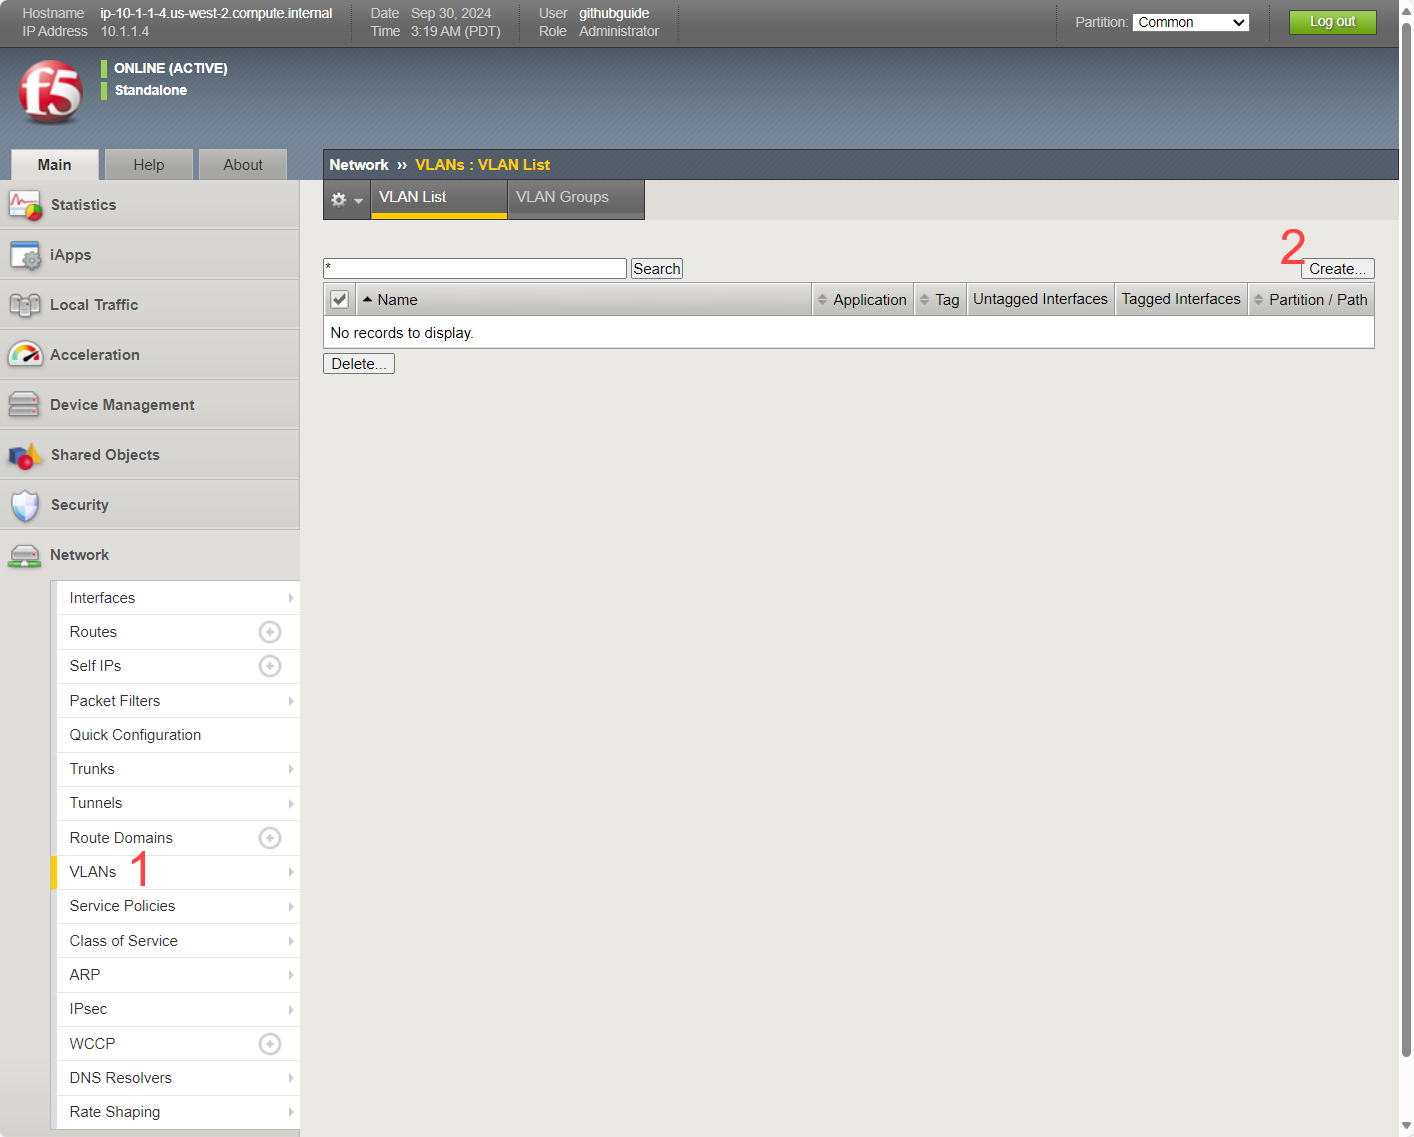 Hostname ip-10-1-1-4.us-west-2.compute.internal Date Sep 30, 2024 User githubguide
IP Address 10.1.1.4 Time 3:19 AM (PDT) Role Administrator
Partition: Common Log out
f5
ONLINE (ACTIVE)
Standalone
Main Help About
Network ›› VLANs : VLAN List
VLAN List VLAN Groups
Statistics
iApps
Local Traffic
Acceleration
Device Management
Shared Objects
Security
Network
Interfaces
Routes
Self IPs
Packet Filters
Quick Configuration
Trunks
Tunnels
Route Domains
VLANs 1
Service Policies
Class of Service
ARP
IPsec
WCCP
DNS Resolvers
Rate Shaping
2
* Search Create...
Name Application Tag Untagged Interfaces Tagged Interfaces Partition / Path
No records to display.
Delete...